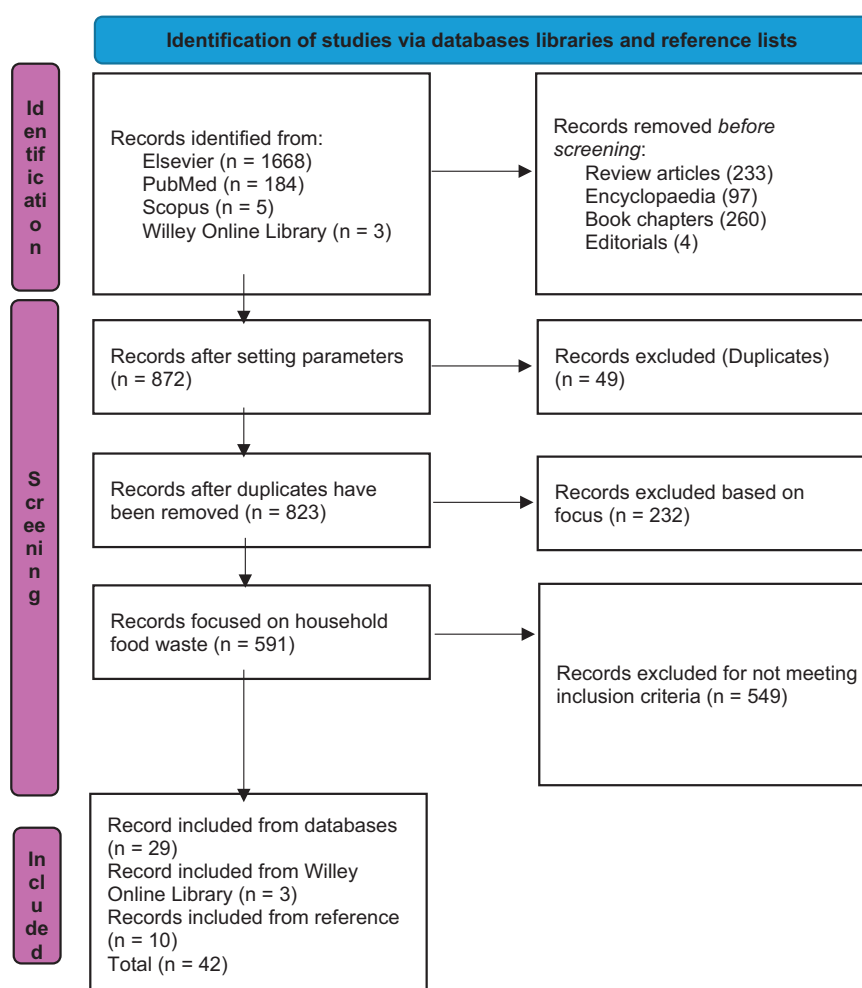 Identification of studies via databases libraries and reference lists
Id
en
tif
ic
ati
o
n
Records identified from:
Elsevier (n = 1668)
PubMed (n = 184)
Scopus (n = 5)
Willey Online Library (n = 3)
Records removed before
screening:
Review articles (233)
Encyclopaedia (97)
Book chapters (260)
Editorials (4)
S
cr
ee
nin
g
Records after setting parameters
(n = 872)
Records excluded (Duplicates)
(n = 49)
Records after duplicates have
been removed (n = 823)
Records excluded based on
focus (n = 232)
Records focused on household
food waste (n = 591)
Records excluded for not meeting
inclusion criteria (n = 549)
In
cl
u
de
d
Record included from databases
(n = 29)
Record included from Willey
Online Library (n = 3)
Records included from reference
(n = 10)
Total (n = 42)